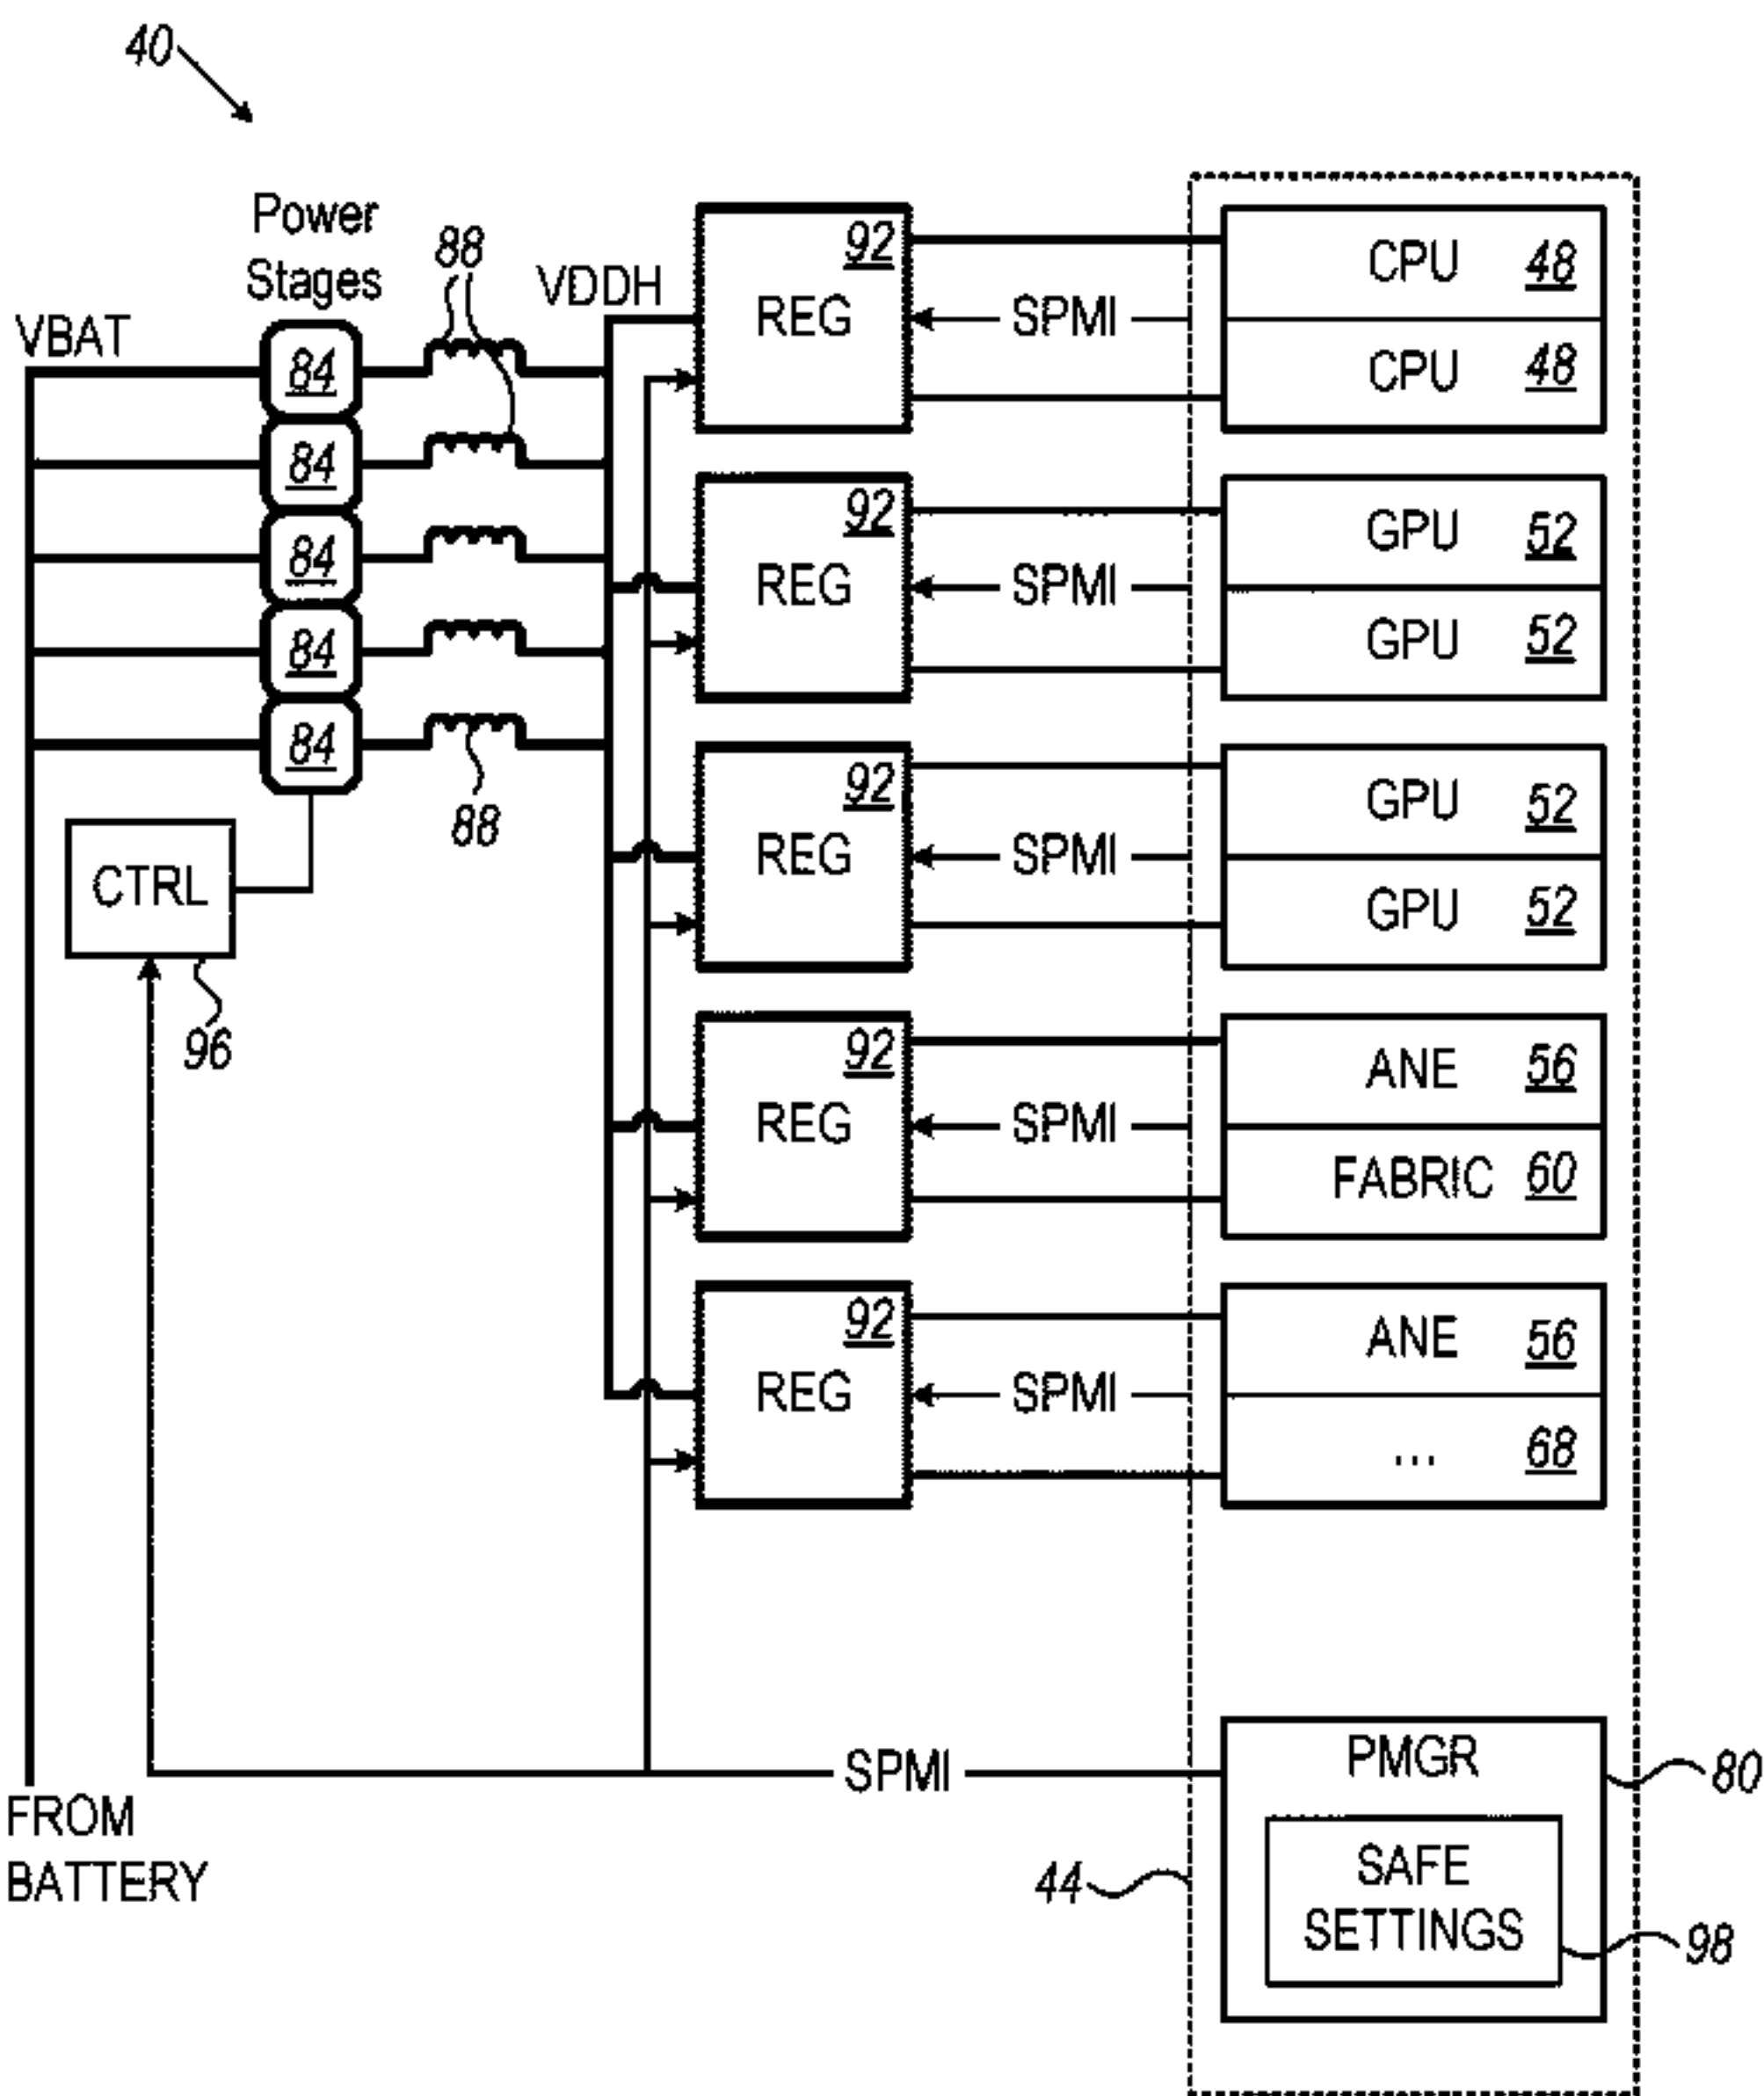 40
Power
Stages
88
VDDH
VBAT
84
84
84
84
84
88
CTRL
96
92
REG
SPMI
CPU 48
CPU 48
92
REG
SPMI
GPU 52
GPU 52
92
REG
SPMI
GPU 52
GPU 52
92
REG
SPMI
ANE 56
FABRIC 60
92
REG
SPMI
ANE 56
... 68
SPMI
PMGR
80
SAFE
SETTINGS
98
44
FROM
BATTERY